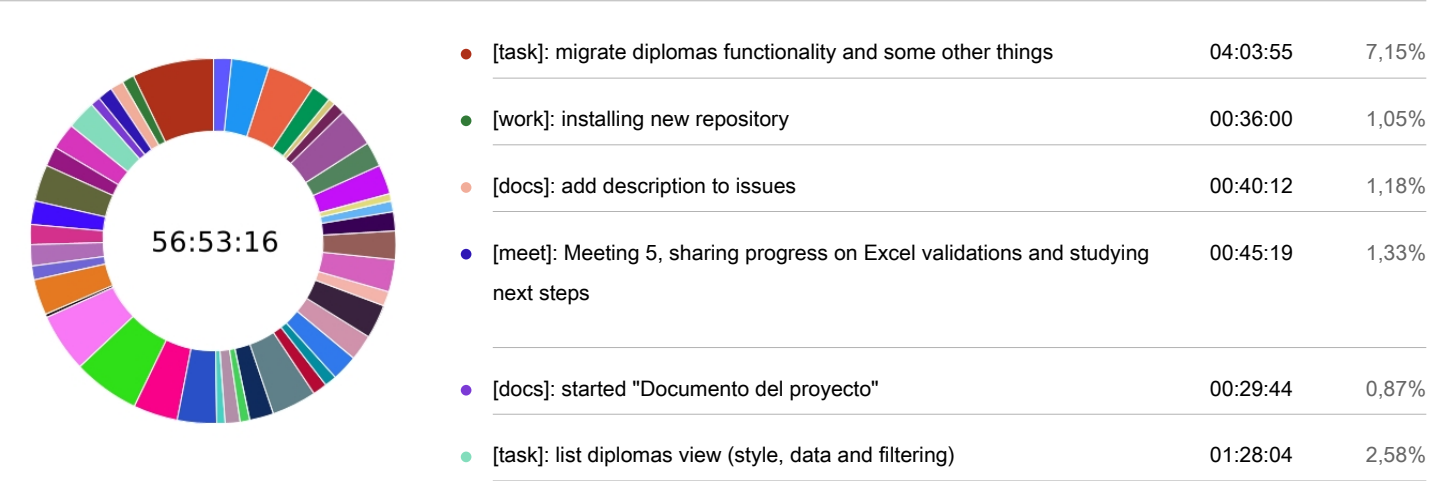 56:53:16
[task]: migrate diplomas functionality and some other things 04:03:55 7,15%
[work]: installing new repository 00:36:00 1,05%
[docs]: add description to issues 00:40:12 1,18%
[meet]: Meeting 5, sharing progress on Excel validations and studying 00:45:19 1,33%
next steps
[docs]: started "Documento del proyecto" 00:29:44 0,87%
[task]: list diplomas view (style, data and filtering) 01:28:04 2,58%